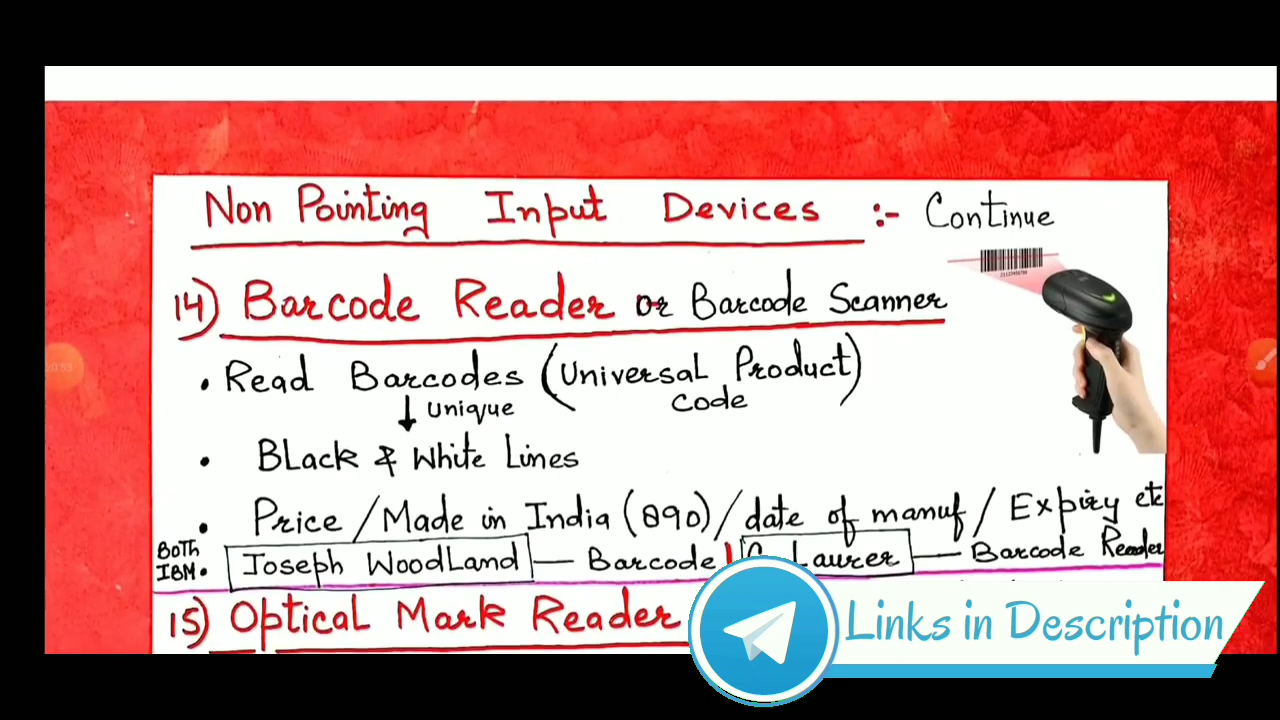 Non Pointing Input Devices :- Continue
14) Barcode Reader or Barcode Scanner
• Read Barcodes (Universal Product Code)
↓ Unique
• Black & White Lines
• Price / Made in India (890) / date of manuf / Expiry etc
BOTH IBM • Joseph WoodLand — Barcode | Laurer — Barcode Reader
15) Optical Mark Reader
Links in Description